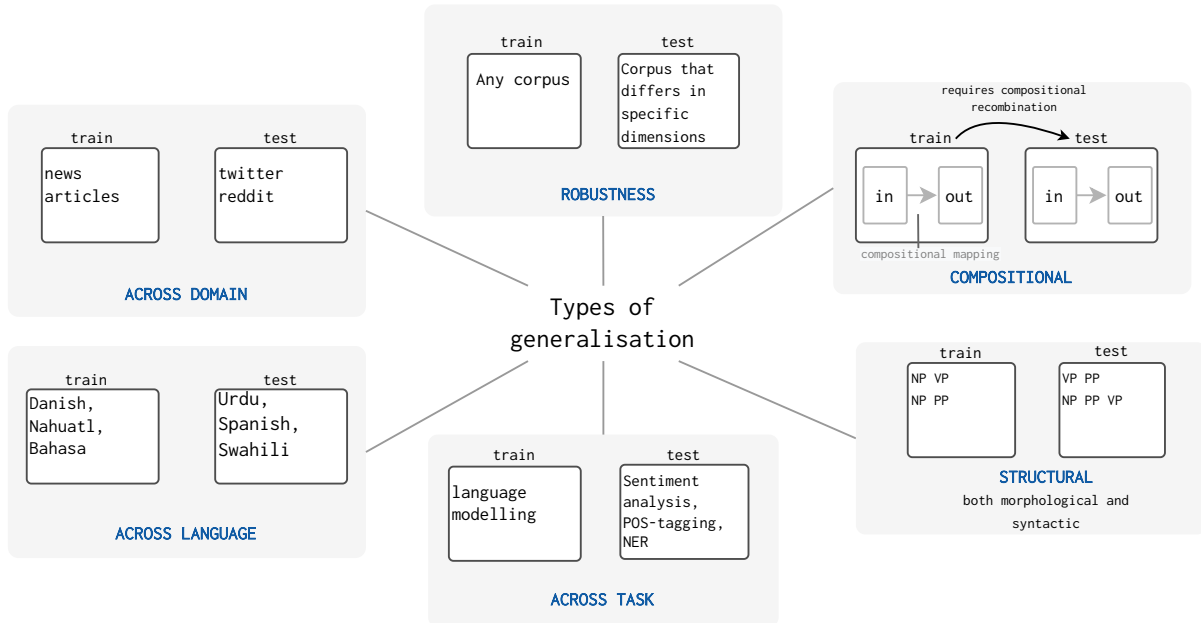 train
test
Any corpus
Corpus that
differs in
specific
dimensions
ROBUSTNESS
train
test
news
articles
twitter
reddit
ACROSS DOMAIN
requires compositional
recombination
train
test
in
out
in
out
compositional mapping
COMPOSITIONAL
Types of
generalisation
train
test
Danish,
Nahuatl,
Bahasa
Urdu,
Spanish,
Swahili
ACROSS LANGUAGE
train
test
language
modelling
Sentiment
analysis,
POS-tagging,
NER
ACROSS TASK
train
test
NP VP
NP PP
VP PP
NP PP VP
STRUCTURAL
both morphological and
syntactic